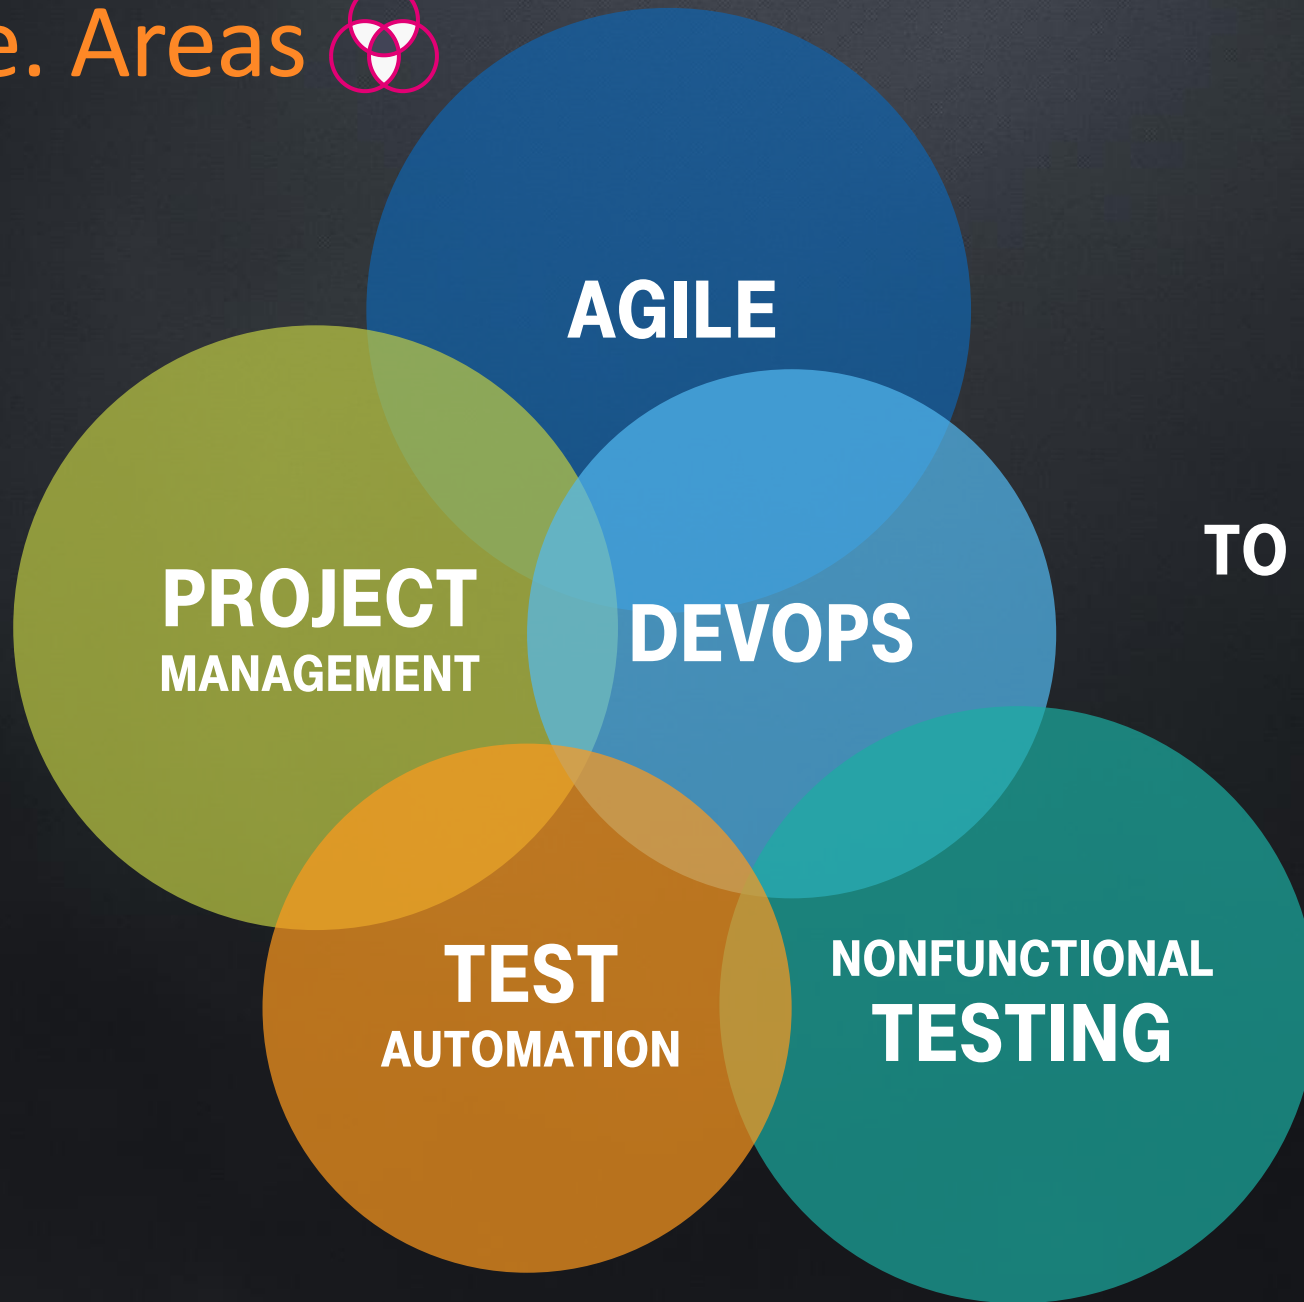 e. Areas
AGILE
TO
PROJECT
MANAGEMENT
DEVOPS
TEST
AUTOMATION
NONFUNCTIONAL
TESTING